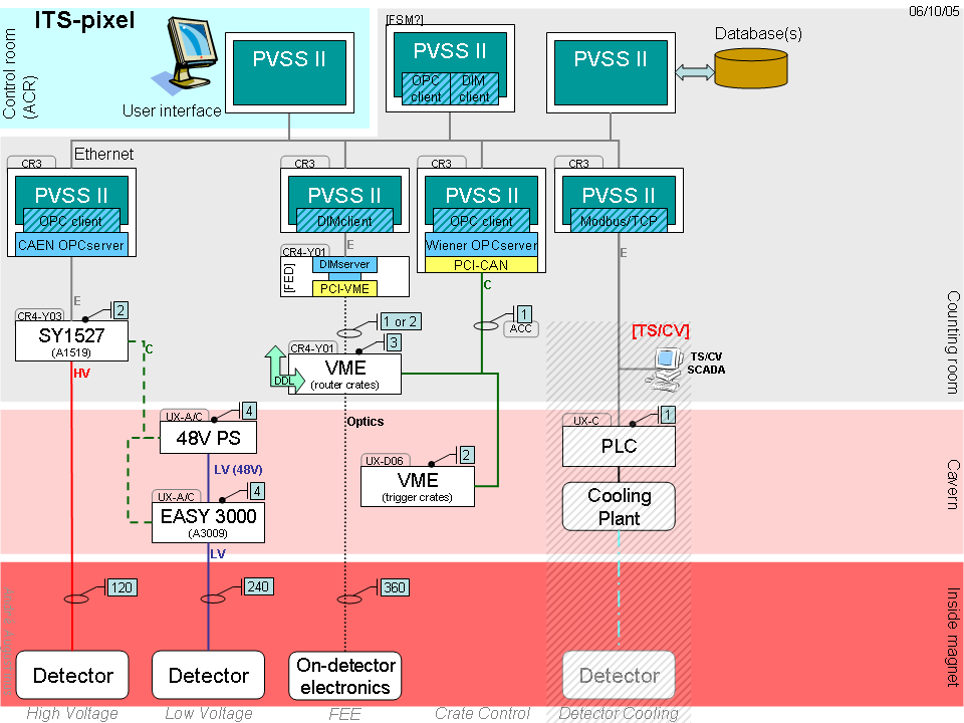 06/10/05
ITS-pixel
[FSM?]
Database(s)
Control room
(ACR)
User interface
PVSS II
PVSS II
OPC
client
DIM
client
PVSS II
Ethernet
CR3
PVSS II
OPC client
CAEN OPCserver
CR3
PVSS II
DIMclient
CR3
PVSS II
OPC client
Wiener OPCserver
PCI-CAN
CR3
PVSS II
Modbus/TCP
E
CR4-Y01
[FED]
DIMserver
PCI-VME
E
C
E
CR4-Y03
2
SY1527
(A1519)
C
HV
1 or 2
3
CR4-Y01
VME
(router crates)
DDL
1
ACC
[TS/CV]
TS/CV
SCADA
Counting room
UX-A/C
4
48V PS
LV (48V)
Optics
UX-D06
2
VME
(trigger crates)
UX-C
1
PLC
Cooling
Plant
UX-A/C
4
EASY 3000
(A3009)
LV
Cavern
120
240
360
Inside magnet
Detector
Detector
On-detector
electronics
Detector
High Voltage
Low Voltage
FEE
Crate Control
Detector Cooling